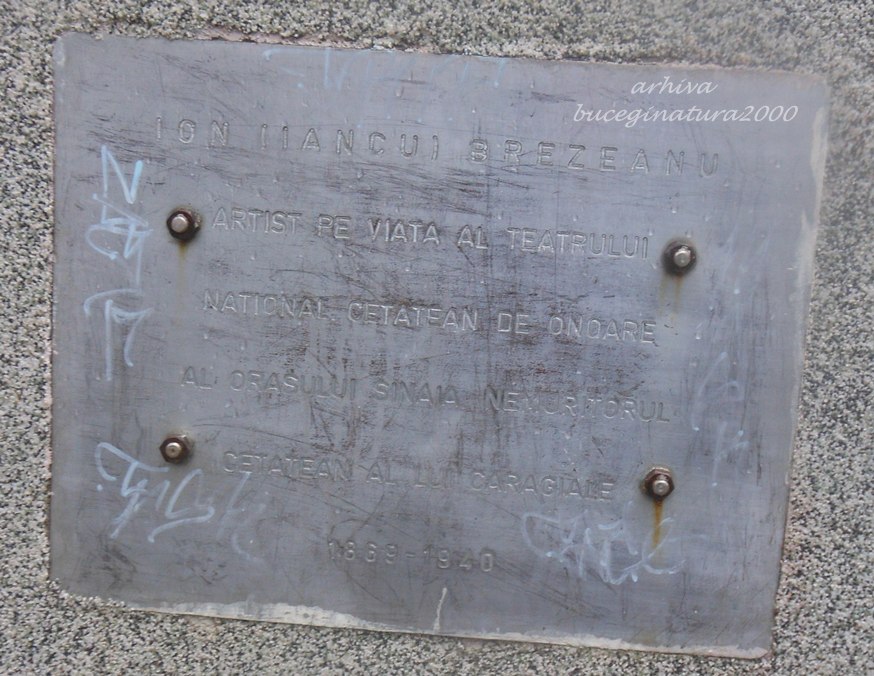 arhiva
buceginatura2000
ION IIANCUI BREZEANU
ARTIST PE VIATA AL TEATRULUI
NATIONAL CETATEAN DE ONOARE
AL ORASULUI SINAIA NEMURITORUL
CETATEAN AL LUI CARAGIALE
1869-1940